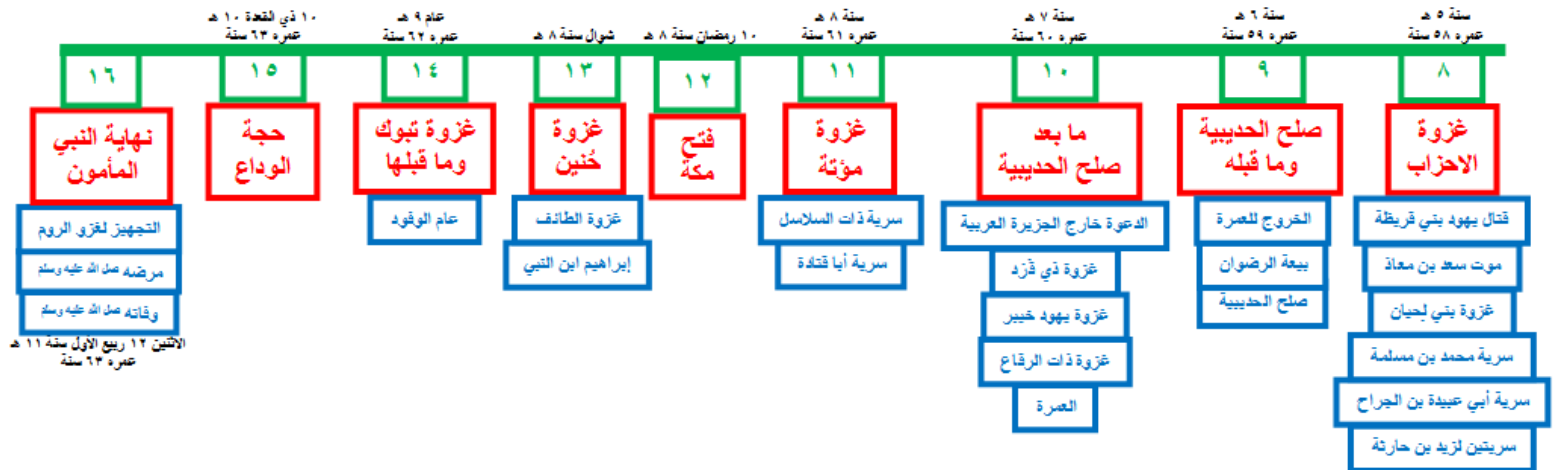 سنة ٥ هـ
عمره ٥٨ سنة
٨
غزوة
الاحزاب
قتال يهود بني قريظة
موت سعد بن معاذ
غزوة بني لحيان
سرية محمد بن مسلمة
سرية أبي عبيدة بن الجراح
سريتين لزيد بن حارثة
سنة ٦ هـ
عمره ٥٩ سنة
٩
صلح الحديبية
وما قبله
الخروج للعمرة
بيعة الرضوان
صلح الحديبية
سنة ٧ هـ
عمره ٦٠ سنة
١٠
ما بعد
صلح الحديبية
الدعوة خارج الجزيرة العربية
غزوة ذي قَرَد
غزوة يهود خيبر
غزوة ذات الرقاع
العمرة
سنة ٨ هـ
عمره ٦١ سنة
١١
غزوة
مؤتة
سرية ذات السلاسل
سرية أبا قتادة
١٠ رمضان سنة ٨ هـ
١٢
فتح
مكة
شوال سنة ٨ هـ
١٣
غزوة
حُنين
غزوة الطائف
إبراهيم ابن النبي
عام ٩ هـ
عمره ٦٢ سنة
١٤
غزوة تبوك
وما قبلها
عام الوفود
١٠ ذي القعدة ١٠ هـ
عمره ٦٣ سنة
١٥
حجة
الوداع
١٦
نهاية النبي
المأمون
التجهيز لغزو الروم
مرضه صل الله عليه وسلم
وفاته صل الله عليه وسلم
الاثنين ١٢ ربيع الأول سنة ١١ هـ
عمره ٦٣ سنة